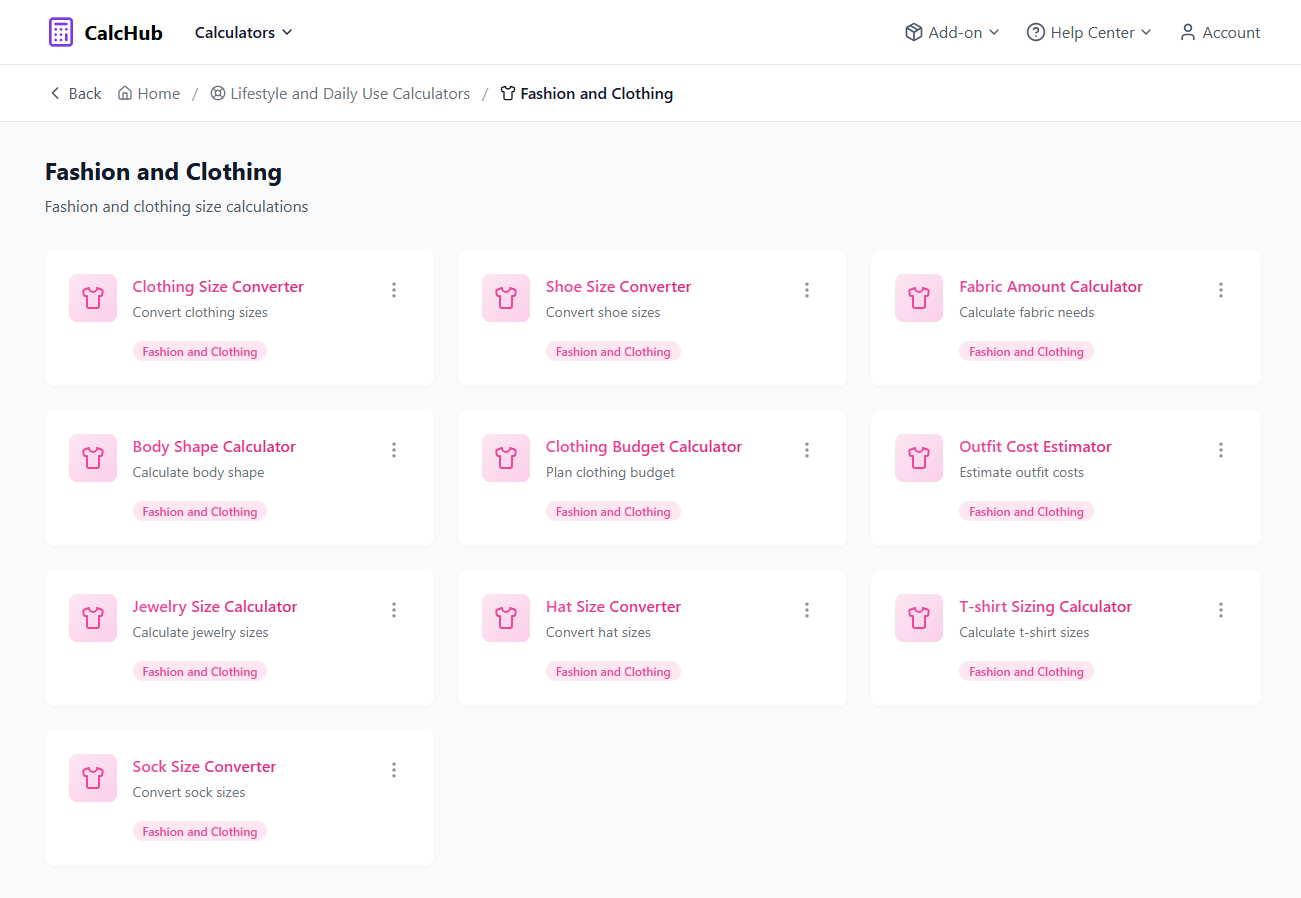 CalcHub Calculators Add-on Help Center Account
Back Home / Lifestyle and Daily Use Calculators / Fashion and Clothing
Fashion and Clothing
Fashion and clothing size calculations
Clothing Size Converter
Convert clothing sizes
Fashion and Clothing
Shoe Size Converter
Convert shoe sizes
Fashion and Clothing
Fabric Amount Calculator
Calculate fabric needs
Fashion and Clothing
Body Shape Calculator
Calculate body shape
Fashion and Clothing
Clothing Budget Calculator
Plan clothing budget
Fashion and Clothing
Outfit Cost Estimator
Estimate outfit costs
Fashion and Clothing
Jewelry Size Calculator
Calculate jewelry sizes
Fashion and Clothing
Hat Size Converter
Convert hat sizes
Fashion and Clothing
T-shirt Sizing Calculator
Calculate t-shirt sizes
Fashion and Clothing
Sock Size Converter
Convert sock sizes
Fashion and Clothing